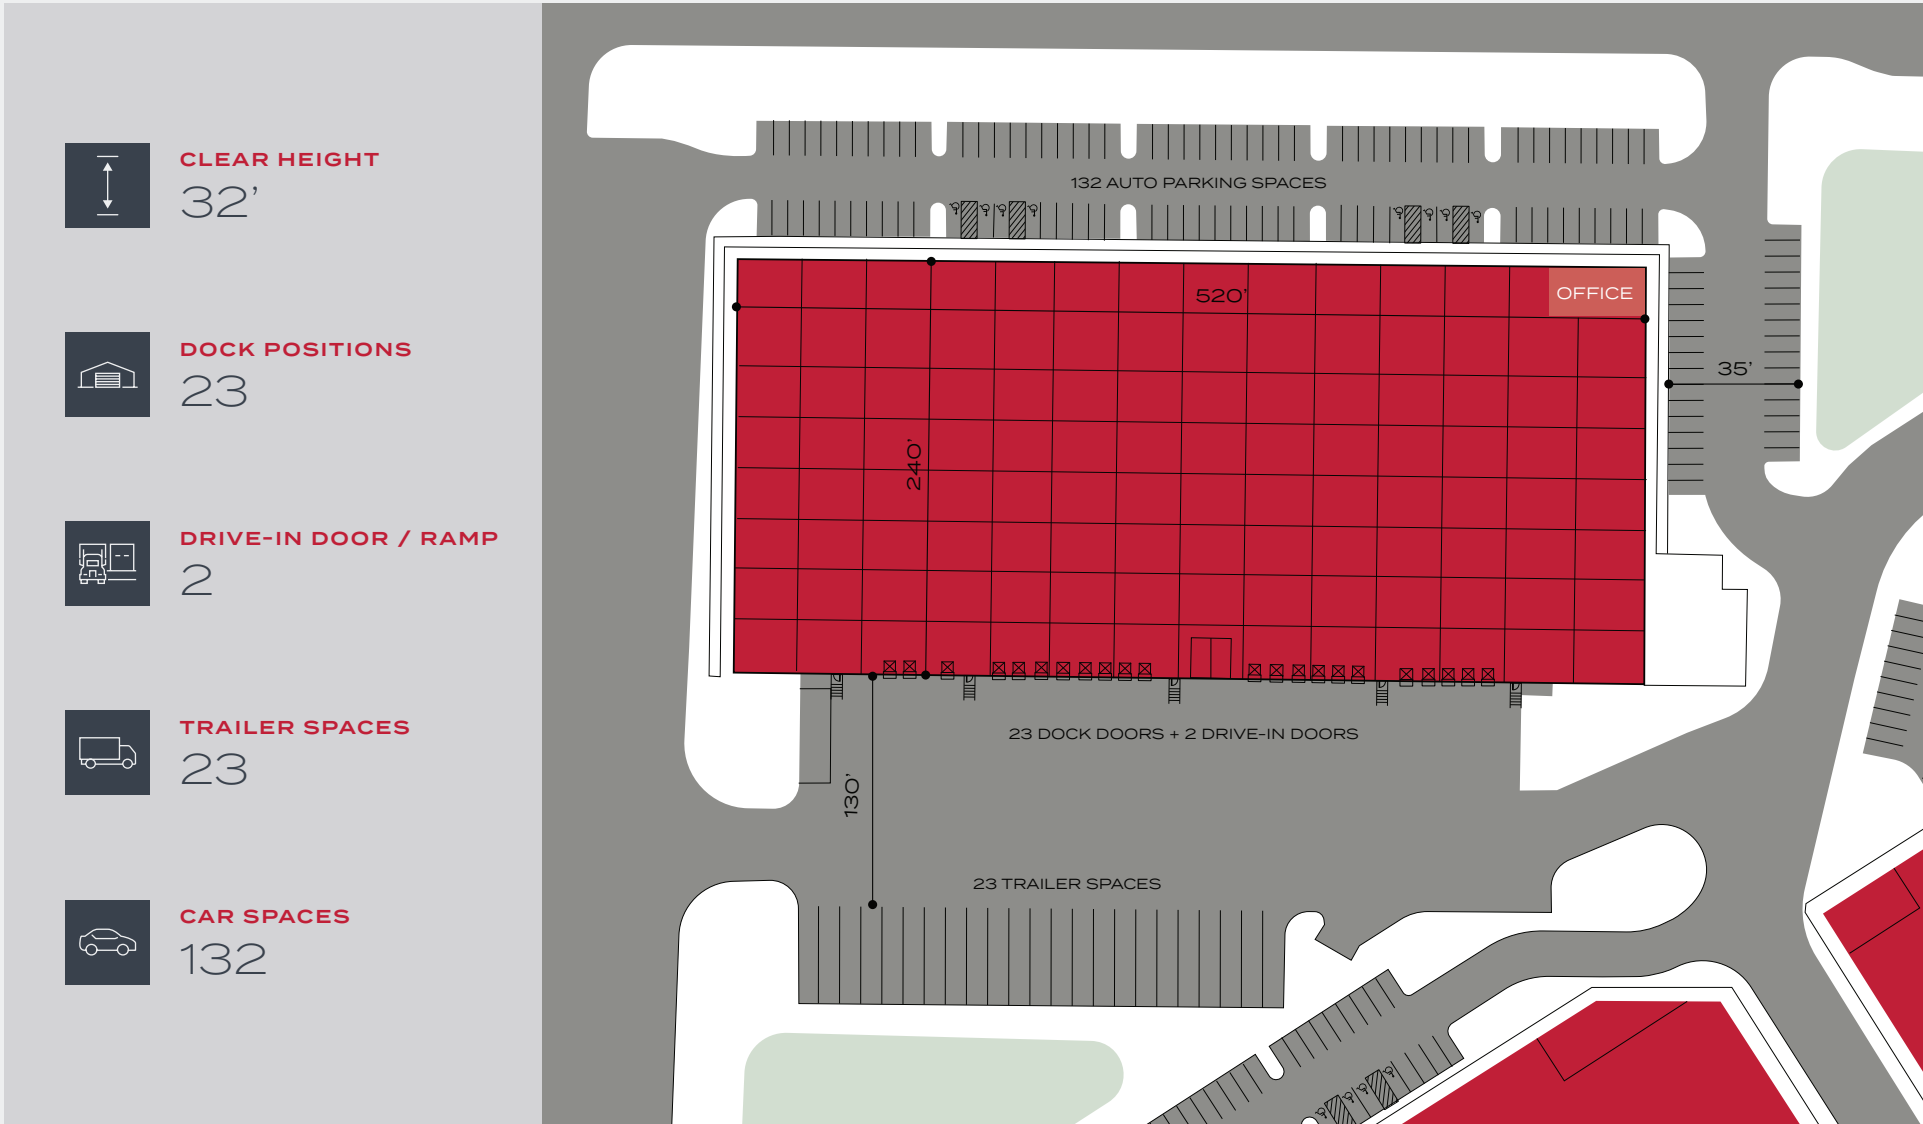 CLEAR HEIGHT
32'
DOCK POSITIONS
23
DRIVE-IN DOOR / RAMP
2
TRAILER SPACES
23
CAR SPACES
132
132 AUTO PARKING SPACES
520'
OFFICE
35'
240'
23 DOCK DOORS + 2 DRIVE-IN DOORS
130'
23 TRAILER SPACES